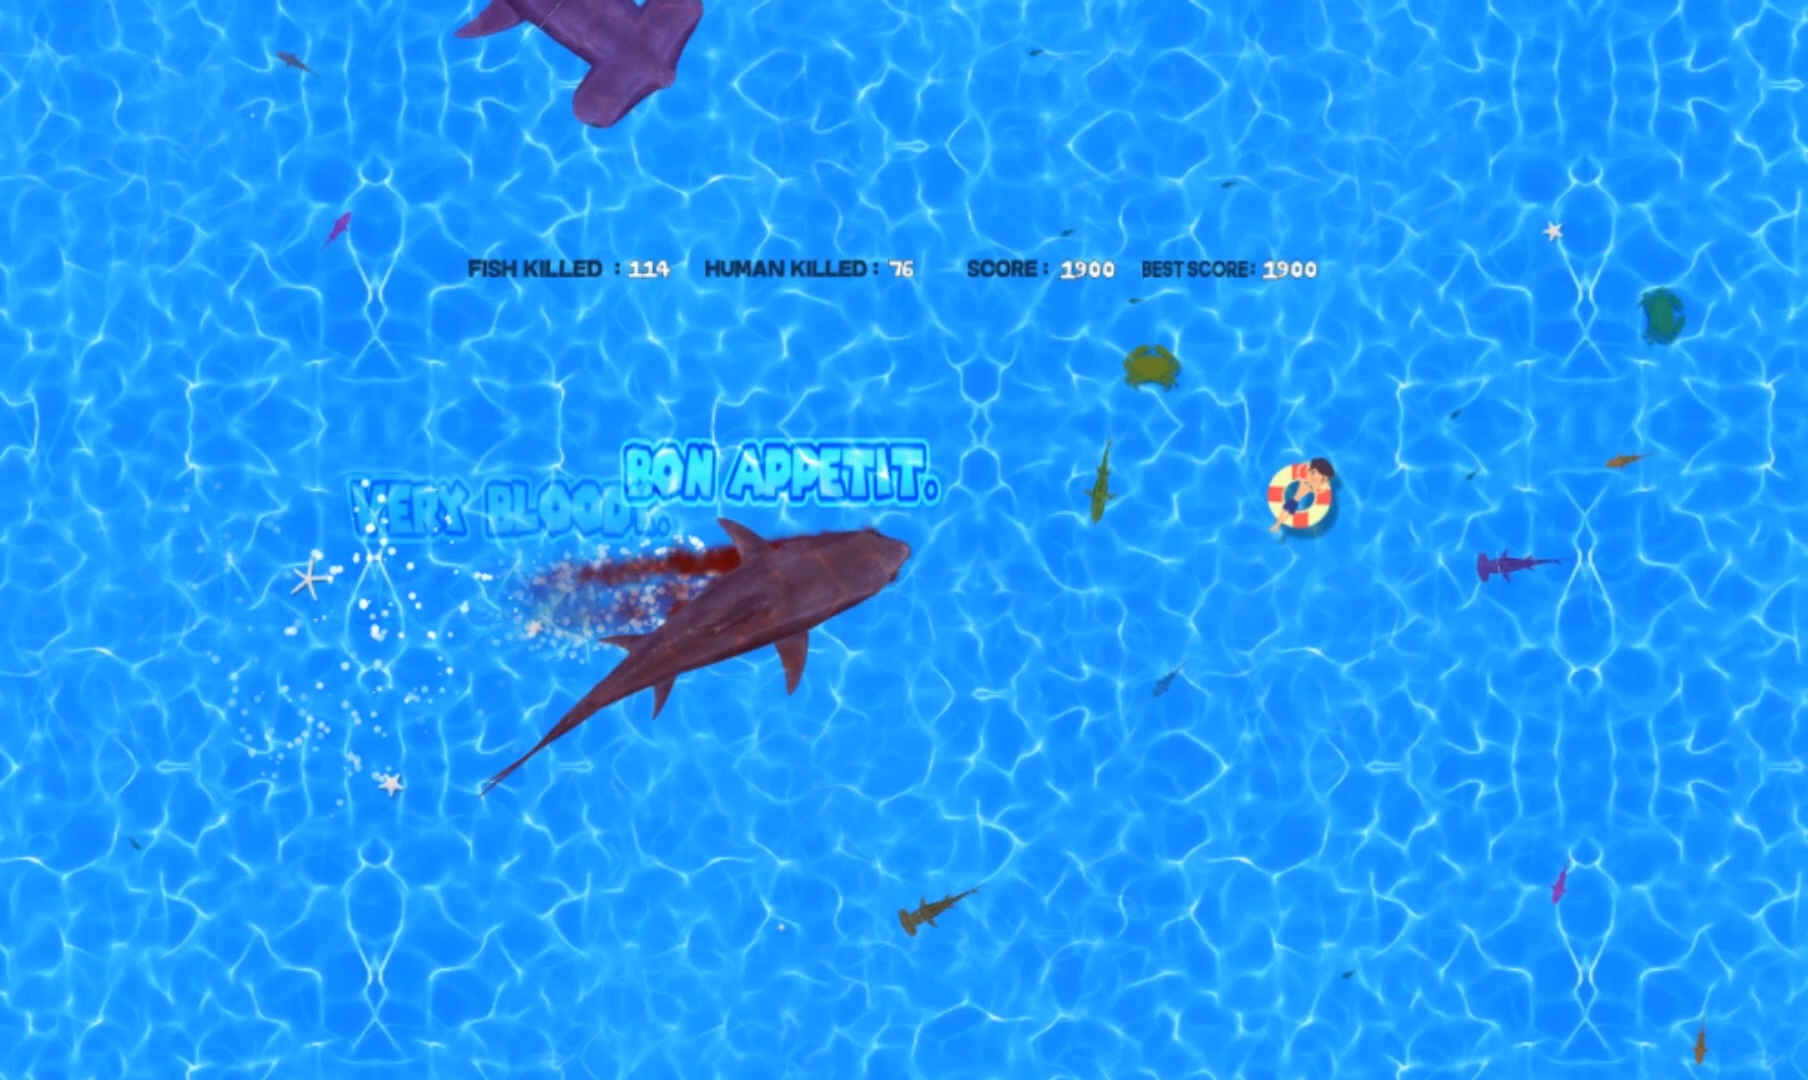 FISH KILLED : 114 HUMAN KILLED : 76 SCORE : 1900 BEST SCORE: 1900
BON APPETIT.
VERY BLOODY.